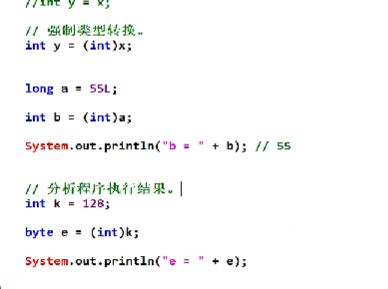 //int y = x;
// 强制类型转换。
int y = (int)x;
long a = 55L;
int b = (int)a;
System.out.println("b = " + b); // 55
// 分析程序执行结果。
int k = 128;
byte e = (int)k;
System.out.println("e = " + e);